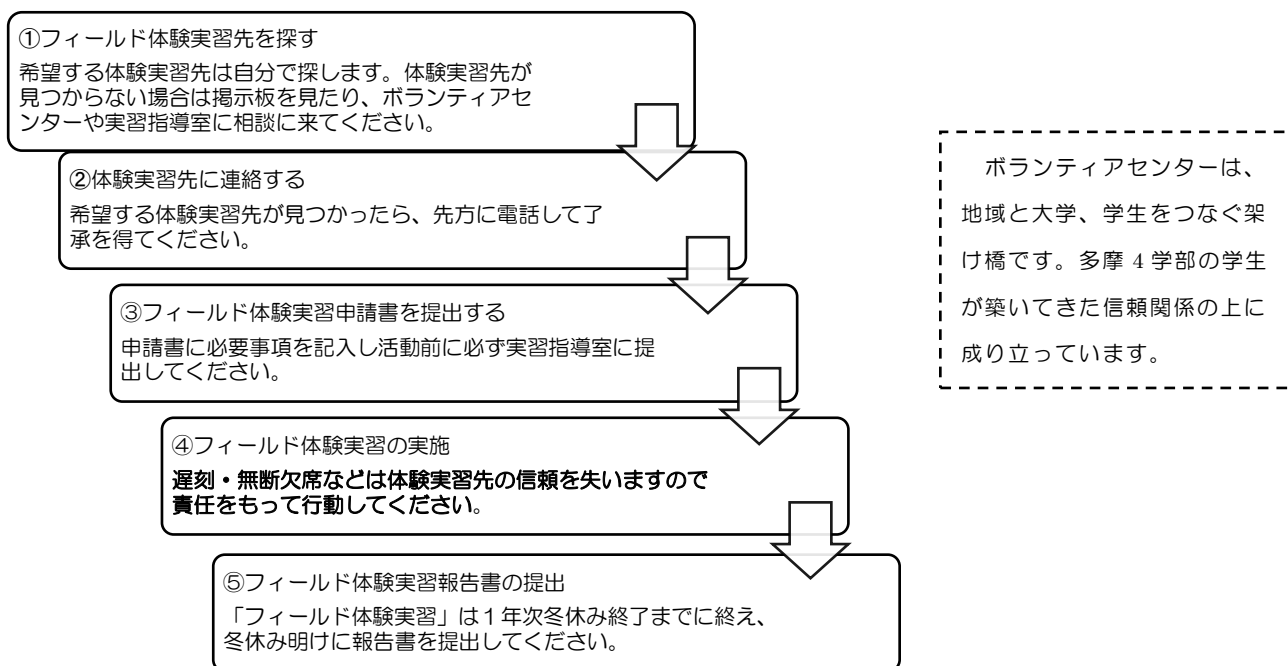 ①フィールド体験実習先を探す
希望する体験実習先は自分で探します。体験実習先が
見つからない場合は掲示板を見たり、ボランティアセ
ンターや実習指導室に相談に来てください。
②体験実習先に連絡する
希望する体験実習先が見つかったら、先方に電話して了
承を得てください。
③フィールド体験実習申請書を提出する
申請書に必要事項を記入し活動前に必ず実習指導室に提
出してください。
④フィールド体験実習の実施
遅刻・無断欠席などは体験実習先の信頼を失いますので
責任をもって行動してください。
⑤フィールド体験実習報告書の提出
「フィールド体験実習」は１年次冬休み終了までに終え、
冬休み明けに報告書を提出してください。
ボランティアセンターは、
地域と大学、学生をつなぐ架
け橋です。多摩 4 学部の学生
が築いてきた信頼関係の上に
成り立っています。